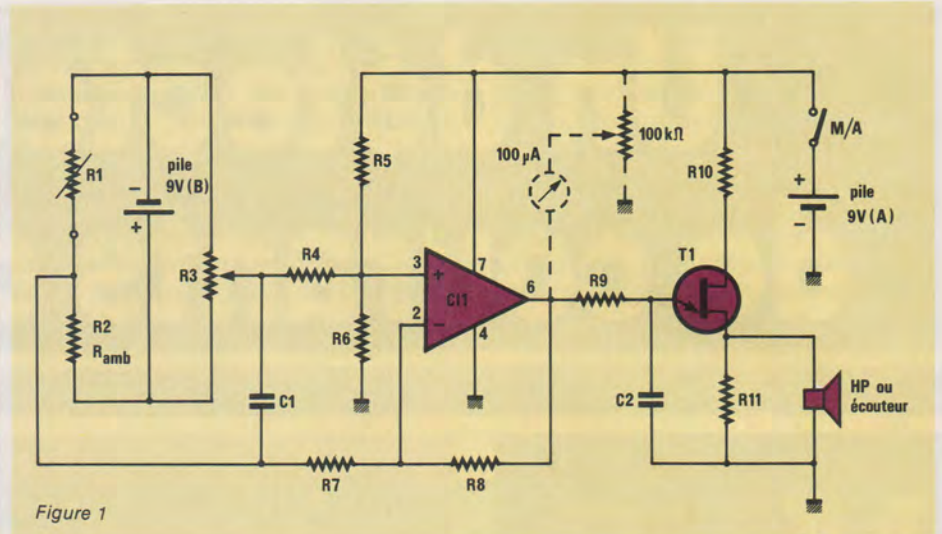 R1
pile
9V (B)
−
+
R2
Ramb
R3
R4
R5
R6
C1
R7
R8
3
+
2
−
CI1
7
6
4
100 µA
100 kΩ
R9
C2
T1
R10
R11
M/A
+
−
pile
9V (A)
HP ou
écouteur
Figure 1